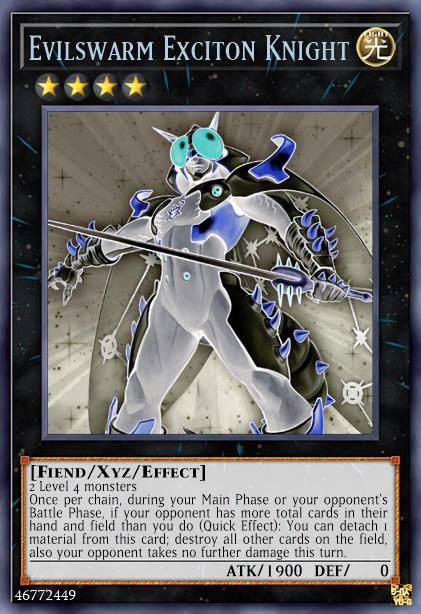 Evilswarm Exciton Knight
LIGHT
光
[Fiend/Xyz/Effect]
2 Level 4 monsters
Once per chain, during your Main Phase or your opponent's
Battle Phase, if your opponent has more total cards in their
hand and field than you do (Quick Effect): You can detach 1
material from this card; destroy all other cards on the field,
also your opponent takes no further damage this turn.
ATK/1900 DEF/ 0
46772449